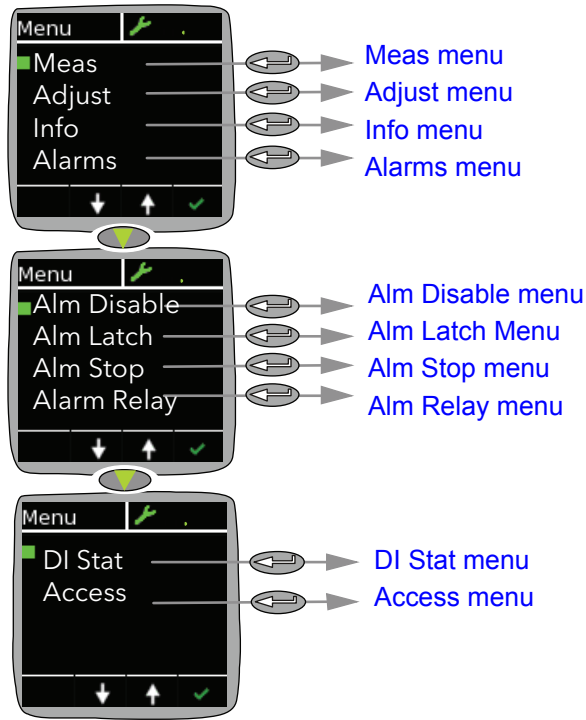 Menu
Meas
Meas menu
Adjust
Adjust menu
Info
Info menu
Alarms
Alarms menu
Menu
Alm Disable
Alm Disable menu
Alm Latch
Alm Latch Menu
Alm Stop
Alm Stop menu
Alarm Relay
Alm Relay menu
Menu
DI Stat
DI Stat menu
Access
Access menu